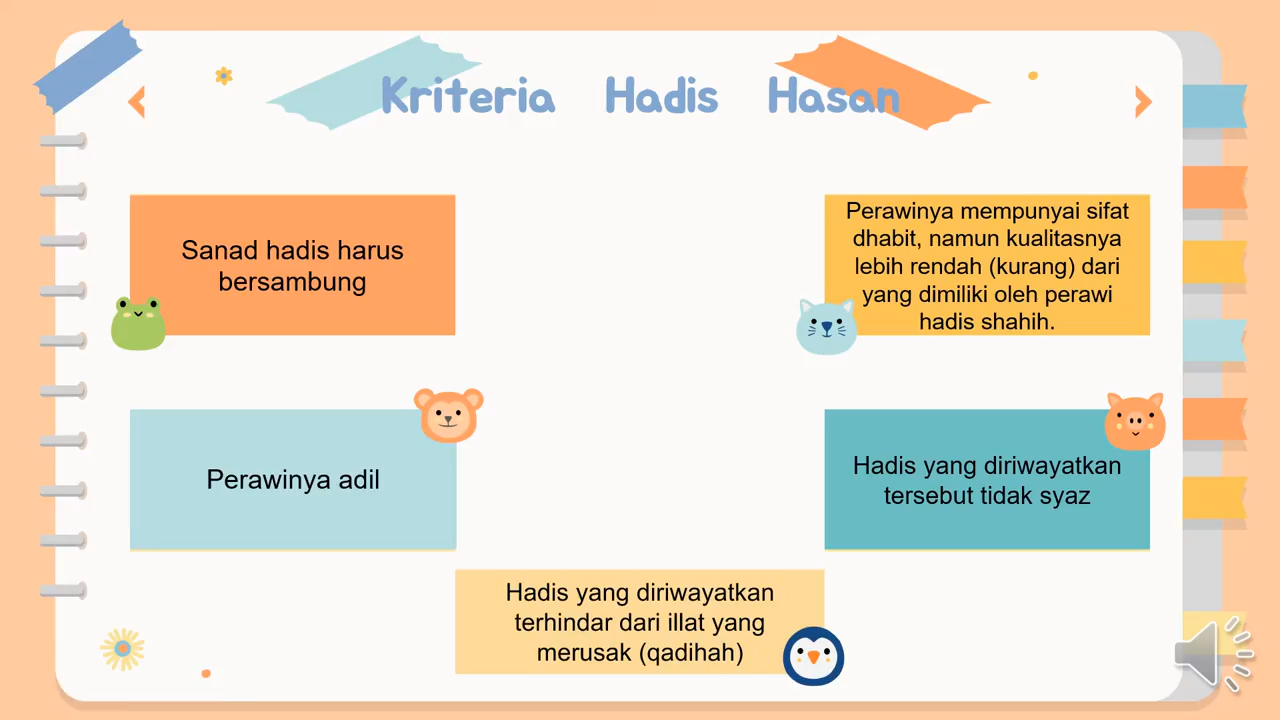 Kriteria Hadis Hasan
Sanad hadis harus
bersambung
Perawinya mempunyai sifat
dhabit, namun kualitasnya
lebih rendah (kurang) dari
yang dimiliki oleh perawi
hadis shahih.
Perawinya adil
Hadis yang diriwayatkan
tersebut tidak syaz
Hadis yang diriwayatkan
terhindar dari illat yang
merusak (qadihah)